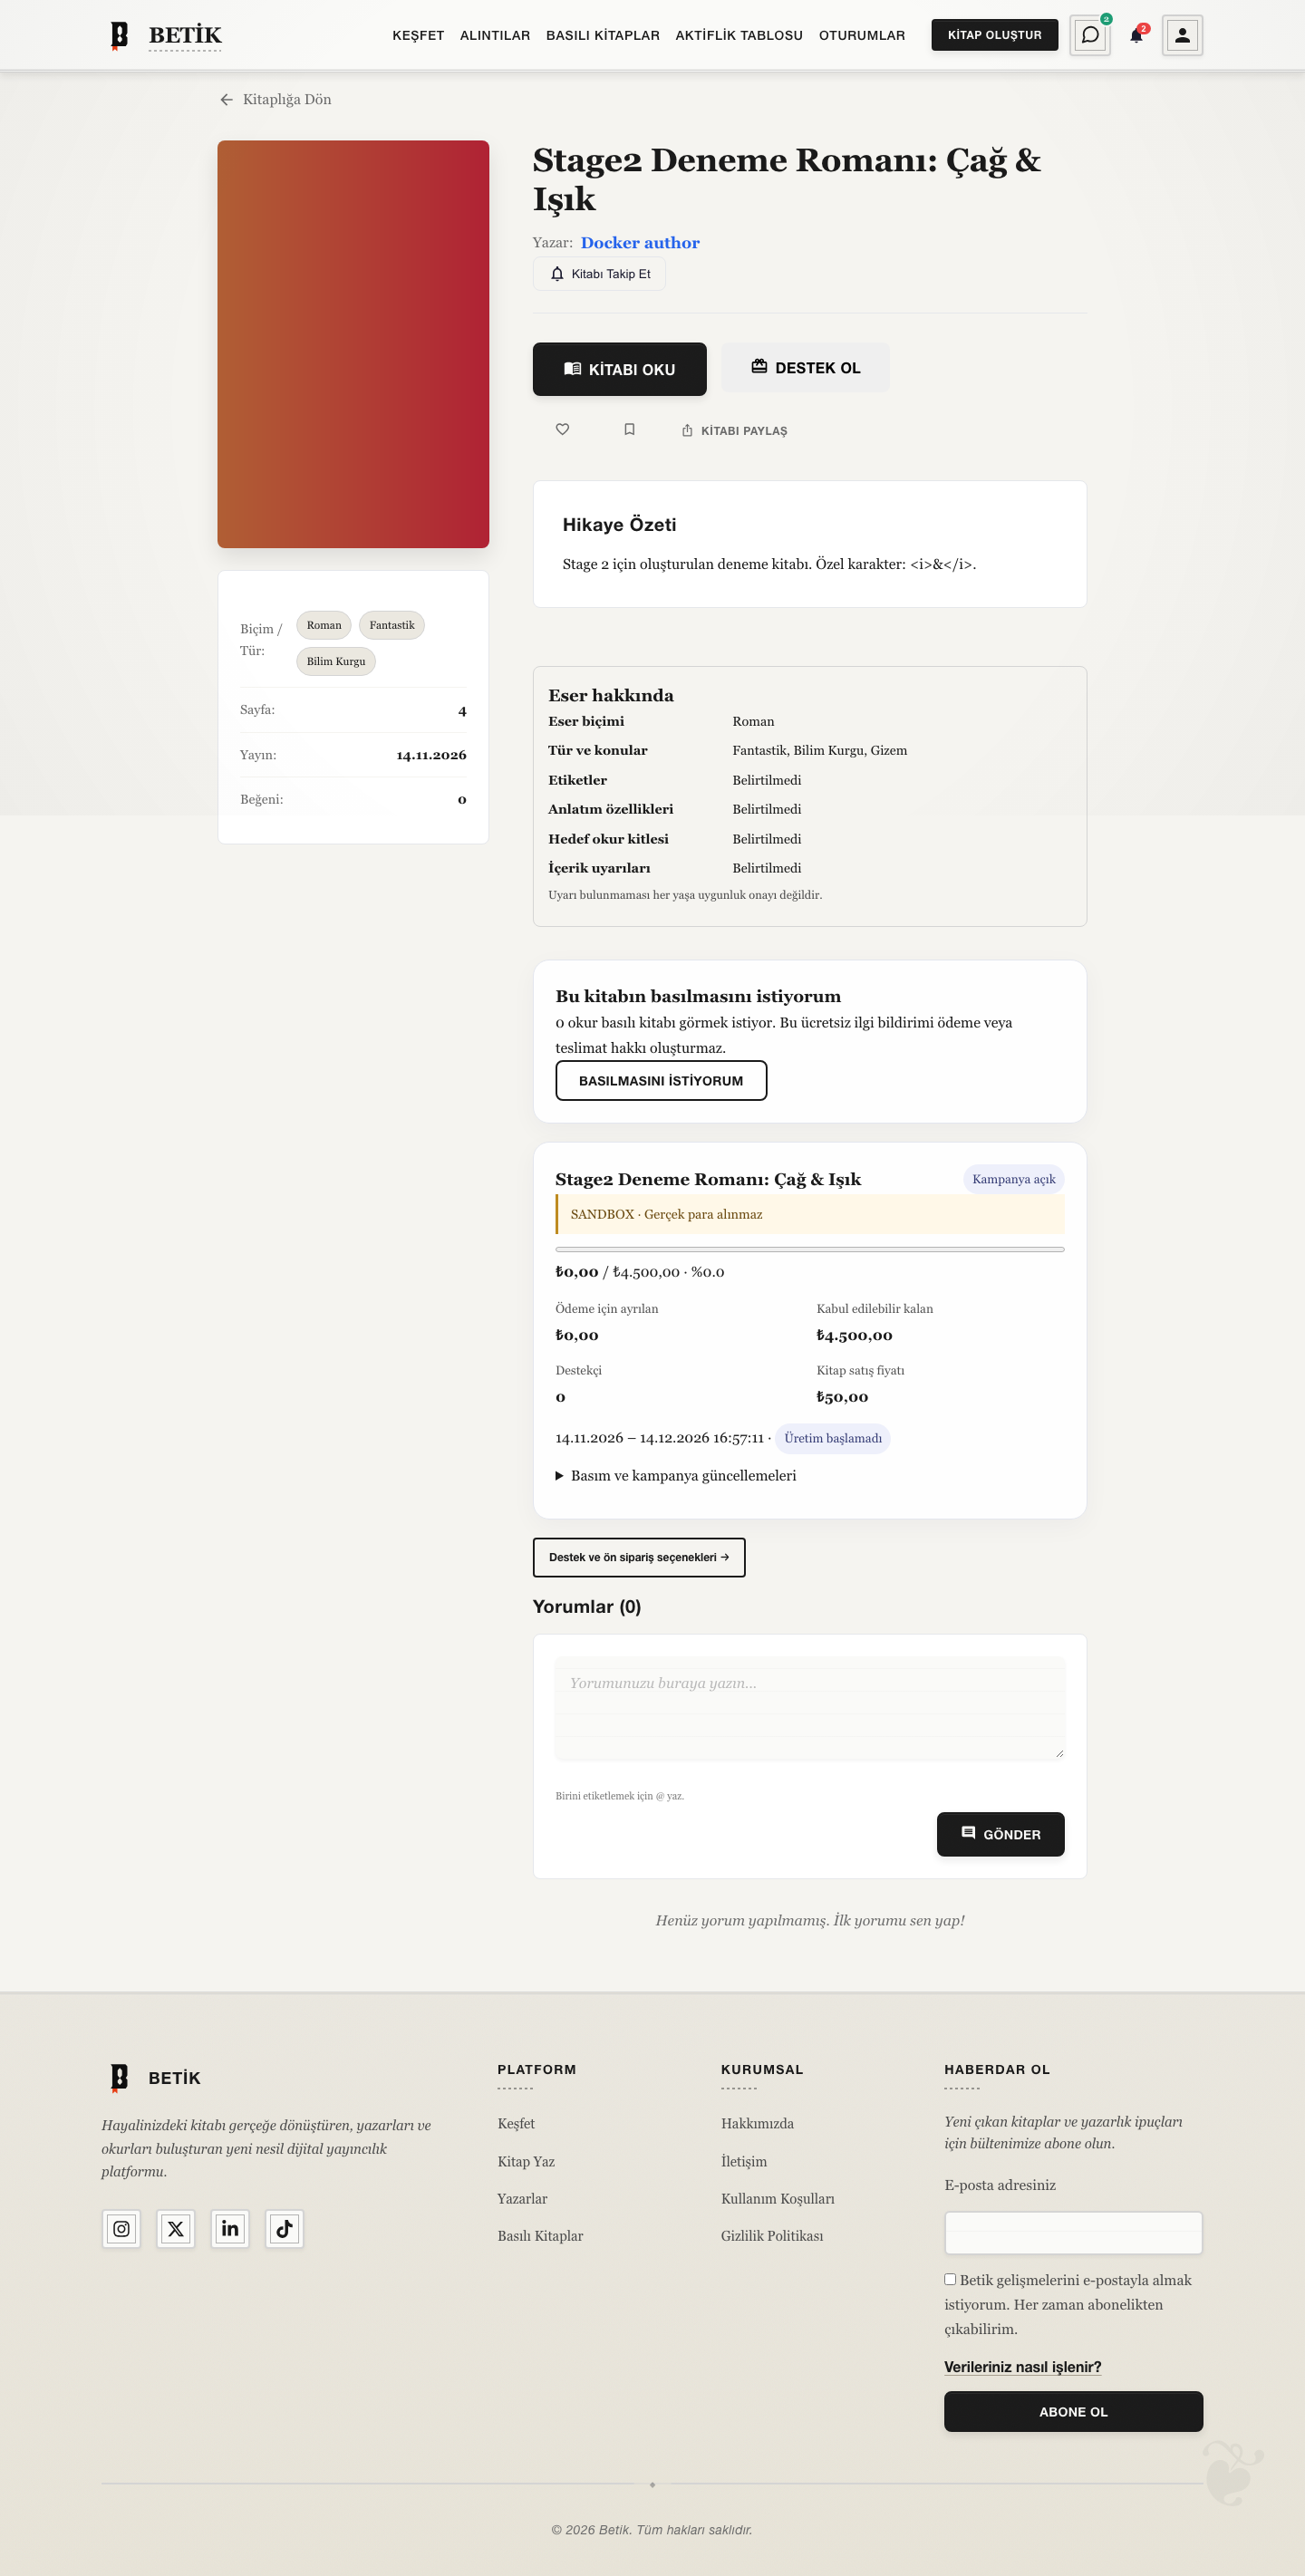 BETİK
KEŞFET ALINTILAR BASILI KİTAPLAR AKTİFLİK TABLOSU OTURUMLAR KİTAP OLUŞTUR 2 2
← Kitaplığa Dön
Stage2 Deneme Romanı: Çağ &
Işık
Yazar: Docker author
Kitabı Takip Et
KİTABI OKU DESTEK OL
KİTABI PAYLAŞ
Hikaye Özeti
Stage 2 için oluşturulan deneme kitabı. Özel karakter: <i>&</i>.
Biçim / Tür: Roman Fantastik
Bilim Kurgu
Sayfa: 4
Yayın: 14.11.2026
Beğeni: 0
Eser hakkında
Eser biçimi Roman
Tür ve konular Fantastik, Bilim Kurgu, Gizem
Etiketler Belirtilmedi
Anlatım özellikleri Belirtilmedi
Hedef okur kitlesi Belirtilmedi
İçerik uyarıları Belirtilmedi
Uyarı bulunmaması her yaşa uygunluk onayı değildir.
Bu kitabın basılmasını istiyorum
0 okur basılı kitabı görmek istiyor. Bu ücretsiz ilgi bildirimi ödeme veya
teslimat hakkı oluşturmaz.
BASILMASINI İSTİYORUM
Stage2 Deneme Romanı: Çağ & Işık Kampanya açık
SANDBOX · Gerçek para alınmaz
₺0,00 / ₺4.500,00 · %0.0
Ödeme için ayrılan Kabul edilebilir kalan
₺0,00 ₺4.500,00
Destekçi Kitap satış fiyatı
0 ₺50,00
14.11.2026 – 14.12.2026 16:57:11 · Üretim başlamadı
▶ Basım ve kampanya güncellemeleri
Destek ve ön sipariş seçenekleri →
Yorumlar (0)
Yorumunuzu buraya yazın...
Birini etiketlemek için @ yaz.
GÖNDER
Henüz yorum yapılmamış. İlk yorumu sen yap!
BETİK
Hayalinizdeki kitabı gerçeğe dönüştüren, yazarları ve
okurları buluşturan yeni nesil dijital yayıncılık
platformu.
PLATFORM
Keşfet
Kitap Yaz
Yazarlar
Basılı Kitaplar
KURUMSAL
Hakkımızda
İletişim
Kullanım Koşulları
Gizlilik Politikası
HABERDAR OL
Yeni çıkan kitaplar ve yazarlık ipuçları
için bültenimize abone olun.
E-posta adresiniz
Betik gelişmelerini e-postayla almak
istiyorum. Her zaman abonelikten
çıkabilirim.
Verileriniz nasıl işlenir?
ABONE OL
© 2026 Betik. Tüm hakları saklıdır.